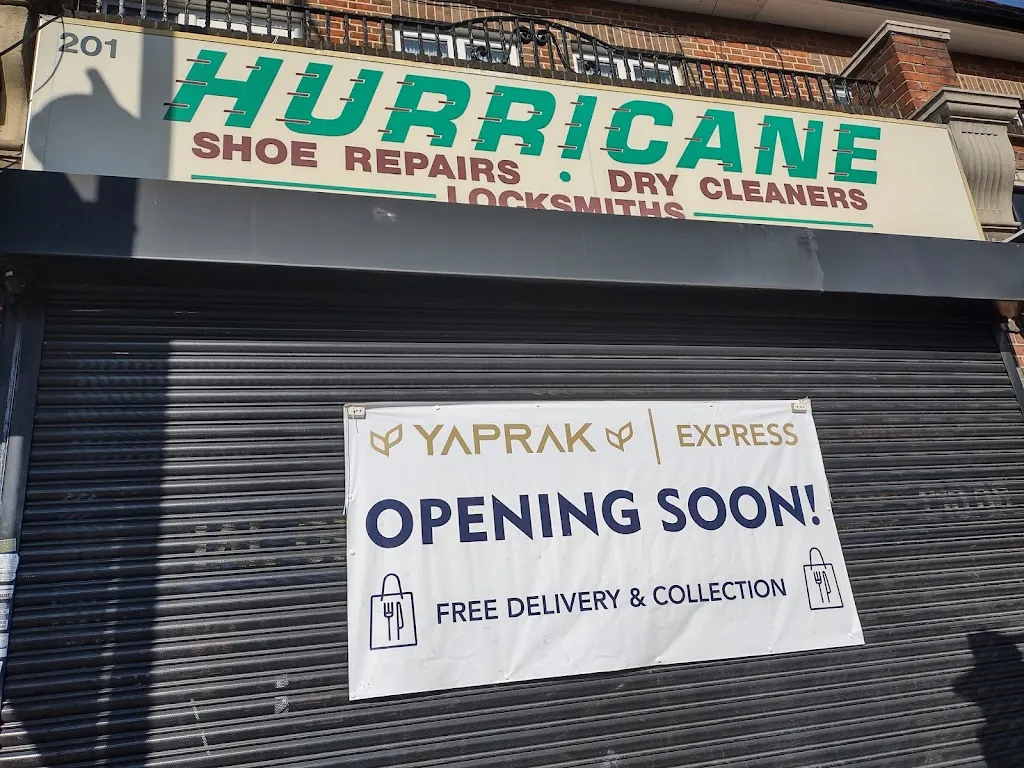 201
HURRICANE
SHOE REPAIRS . DRY CLEANERS
LOCKSMITHS
YAPRAK | EXPRESS
OPENING SOON!
FREE DELIVERY & COLLECTION